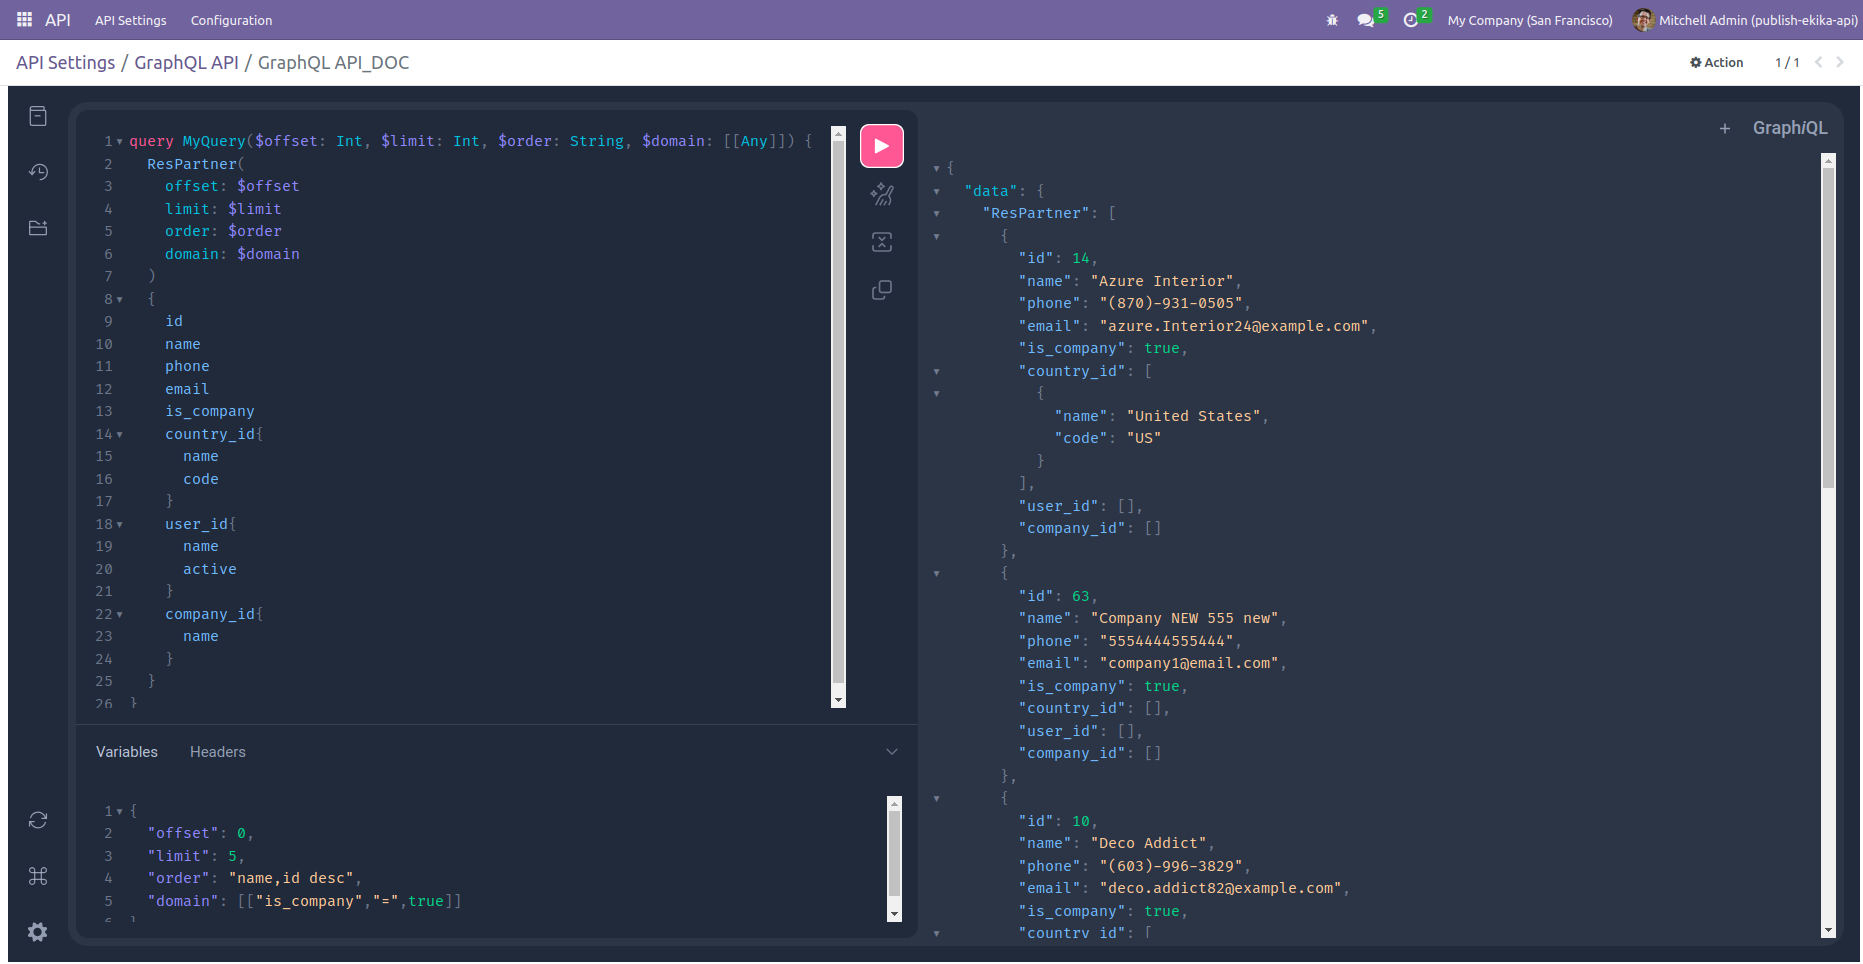 API API Settings Configuration 5 2 My Company (San Francisco) Mitchell Admin (publish-ekika-api)
API Settings / GraphQL API / GraphQL API_DOC Action 1 / 1
1 query MyQuery($offset: Int, $limit: Int, $order: String, $domain: [[Any]]) {
2 ResPartner(
3 offset: $offset
4 limit: $limit
5 order: $order
6 domain: $domain
7 )
8 {
9 id
10 name
11 phone
12 email
13 is_company
14 country_id{
15 name
16 code
17 }
18 user_id{
19 name
20 active
21 }
22 company_id{
23 name
24 }
25 }
26 }
Variables Headers
1 {
2 "offset": 0,
3 "limit": 5,
4 "order": "name,id desc",
5 "domain": [["is_company","=",true]]
6 }
+ GraphiQL
{
"data": {
"ResPartner": [
{
"id": 14,
"name": "Azure Interior",
"phone": "(870)-931-0505",
"email": "azure.Interior24@example.com",
"is_company": true,
"country_id": [
{
"name": "United States",
"code": "US"
}
],
"user_id": [],
"company_id": []
},
{
"id": 63,
"name": "Company NEW 555 new",
"phone": "5554444555444",
"email": "company1@email.com",
"is_company": true,
"country_id": [],
"user_id": [],
"company_id": []
},
{
"id": 10,
"name": "Deco Addict",
"phone": "(603)-996-3829",
"email": "deco.addict82@example.com",
"is_company": true,
"country_id": [